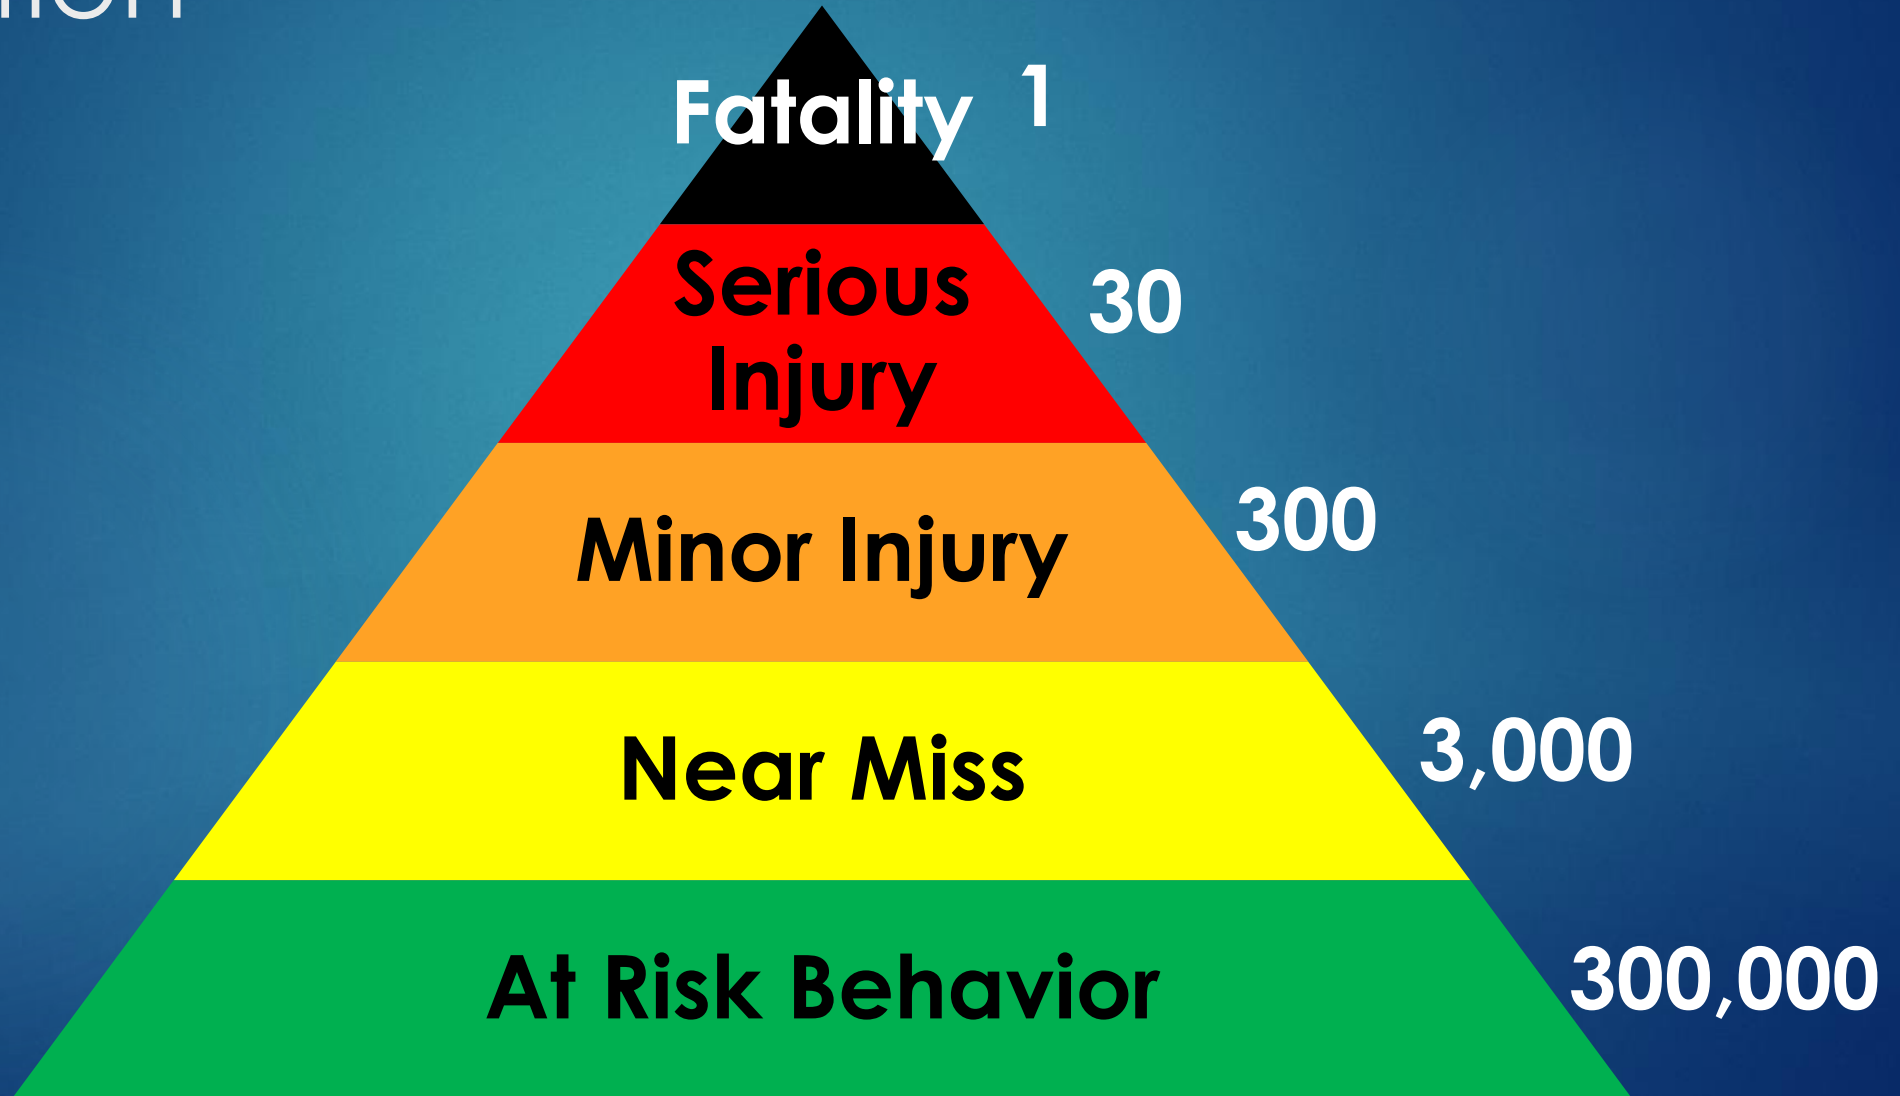 Fatality 1
Serious
Injury
30
Minor Injury
300
Near Miss
3,000
At Risk Behavior
300,000